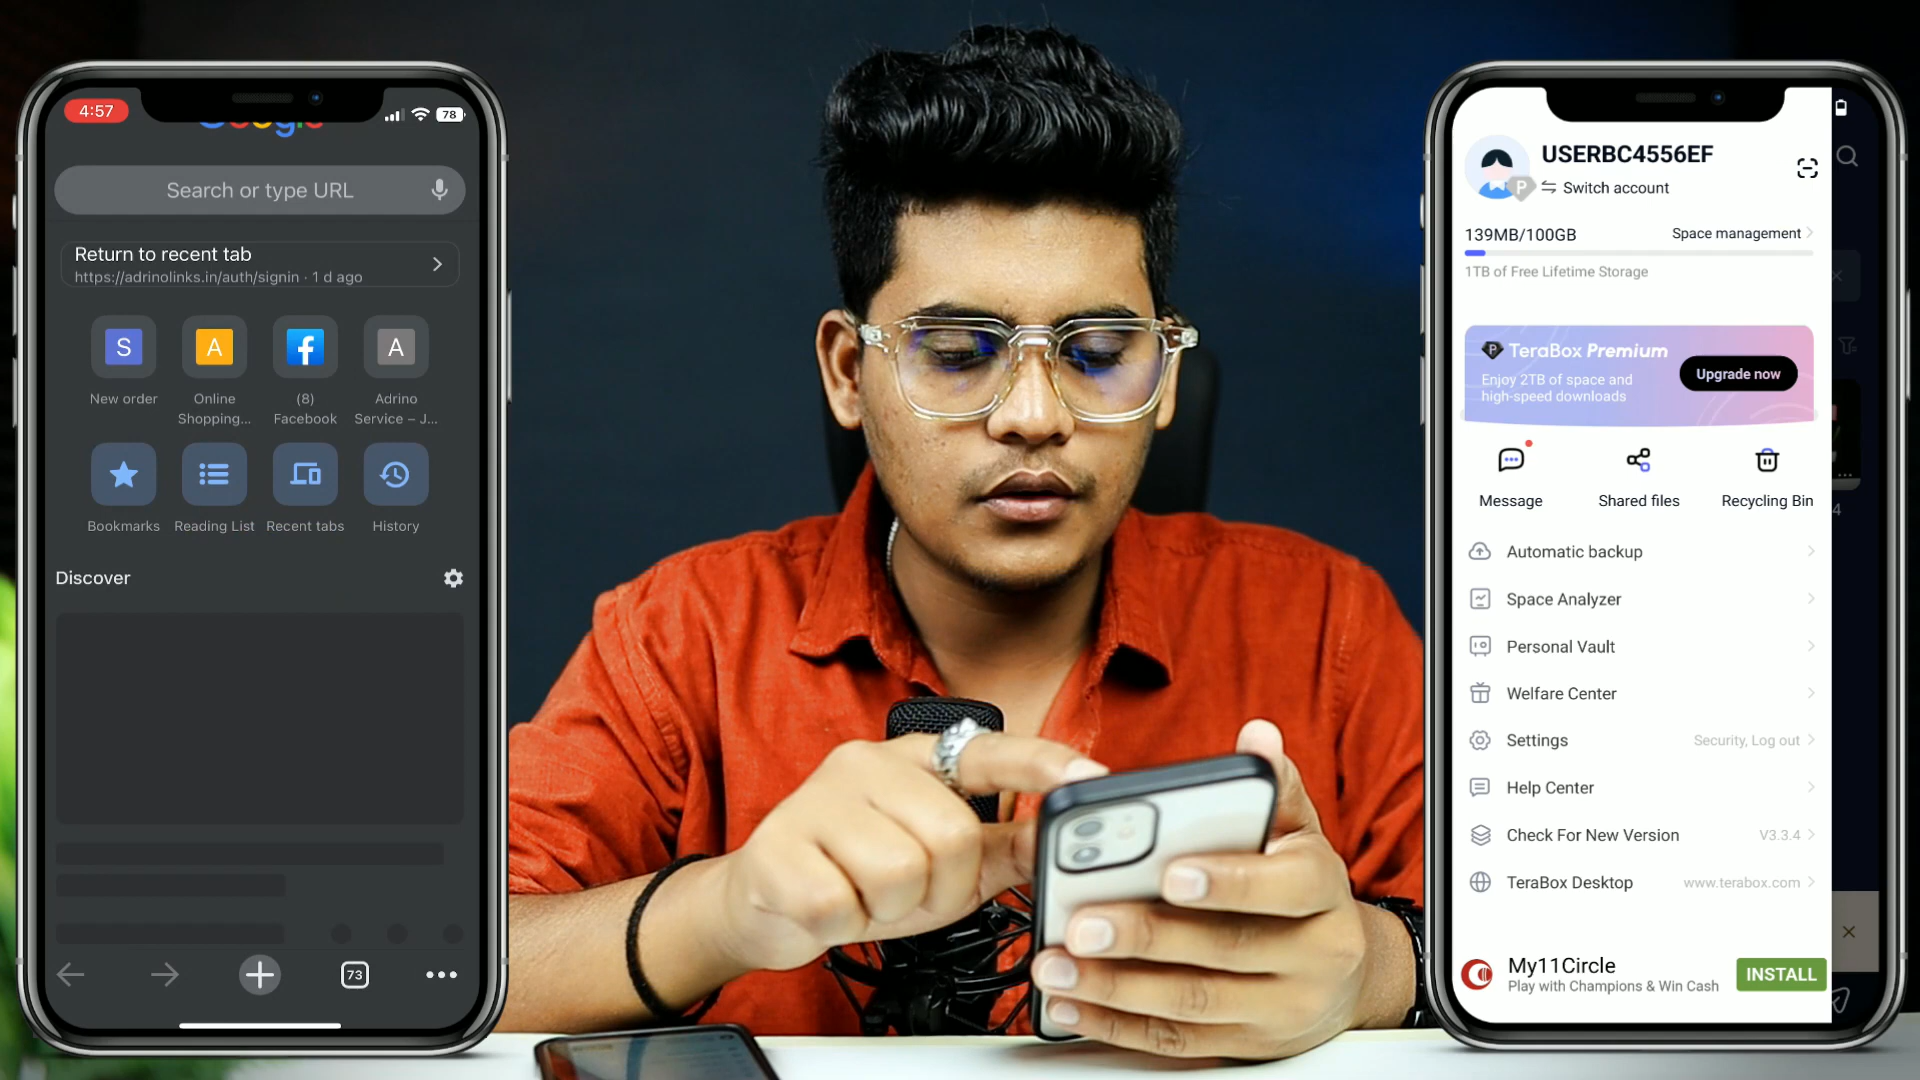 4:57
78
Google
Search or type URL
Return to recent tab
https://adrinolinks.in/auth/signin · 1 d ago
S
A
A
New order
Online
Shopping...
(8)
Facebook
Adrino
Service – J...
Bookmarks
Reading List
Recent tabs
History
Discover
73
USERBC4556EF
P
Switch account
139MB/100GB
Space management
1TB of Free Lifetime Storage
P
TeraBox Premium
Enjoy 2TB of space and
high-speed downloads
Upgrade now
Message
Shared files
Recycling Bin
4
Automatic backup
Space Analyzer
Personal Vault
Welfare Center
Settings
Security, Log out
Help Center
Check For New Version
V3.3.4
TeraBox Desktop
www.terabox.com
My11Circle
Play with Champions & Win Cash
INSTALL